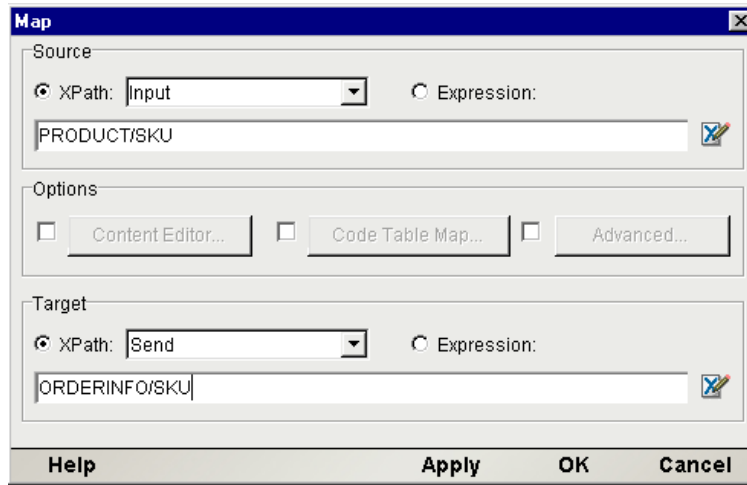 Map
Source
XPath: Input Expression:
PRODUCT/SKU
Options
Content Editor... Code Table Map... Advanced...
Target
XPath: Send Expression:
ORDERINFO/SKU
Help Apply OK Cancel